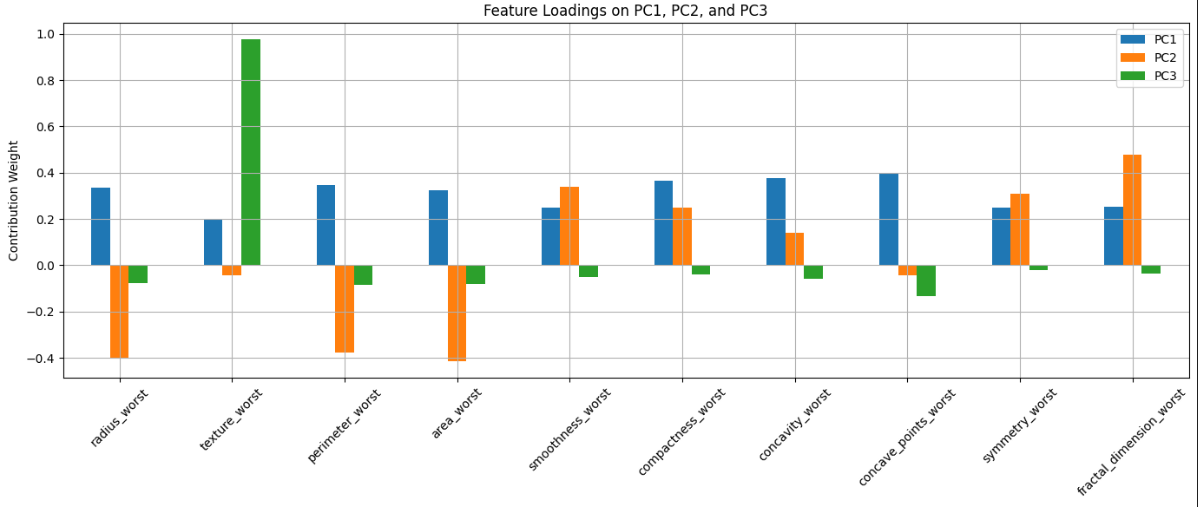 Feature Loadings on PC1, PC2, and PC3
PC1
PC2
PC3
Contribution Weight
1.0
0.8
0.6
0.4
0.2
0.0
−0.2
−0.4
radius_worst
texture_worst
perimeter_worst
area_worst
smoothness_worst
compactness_worst
concavity_worst
concave_points_worst
symmetry_worst
fractal_dimension_worst